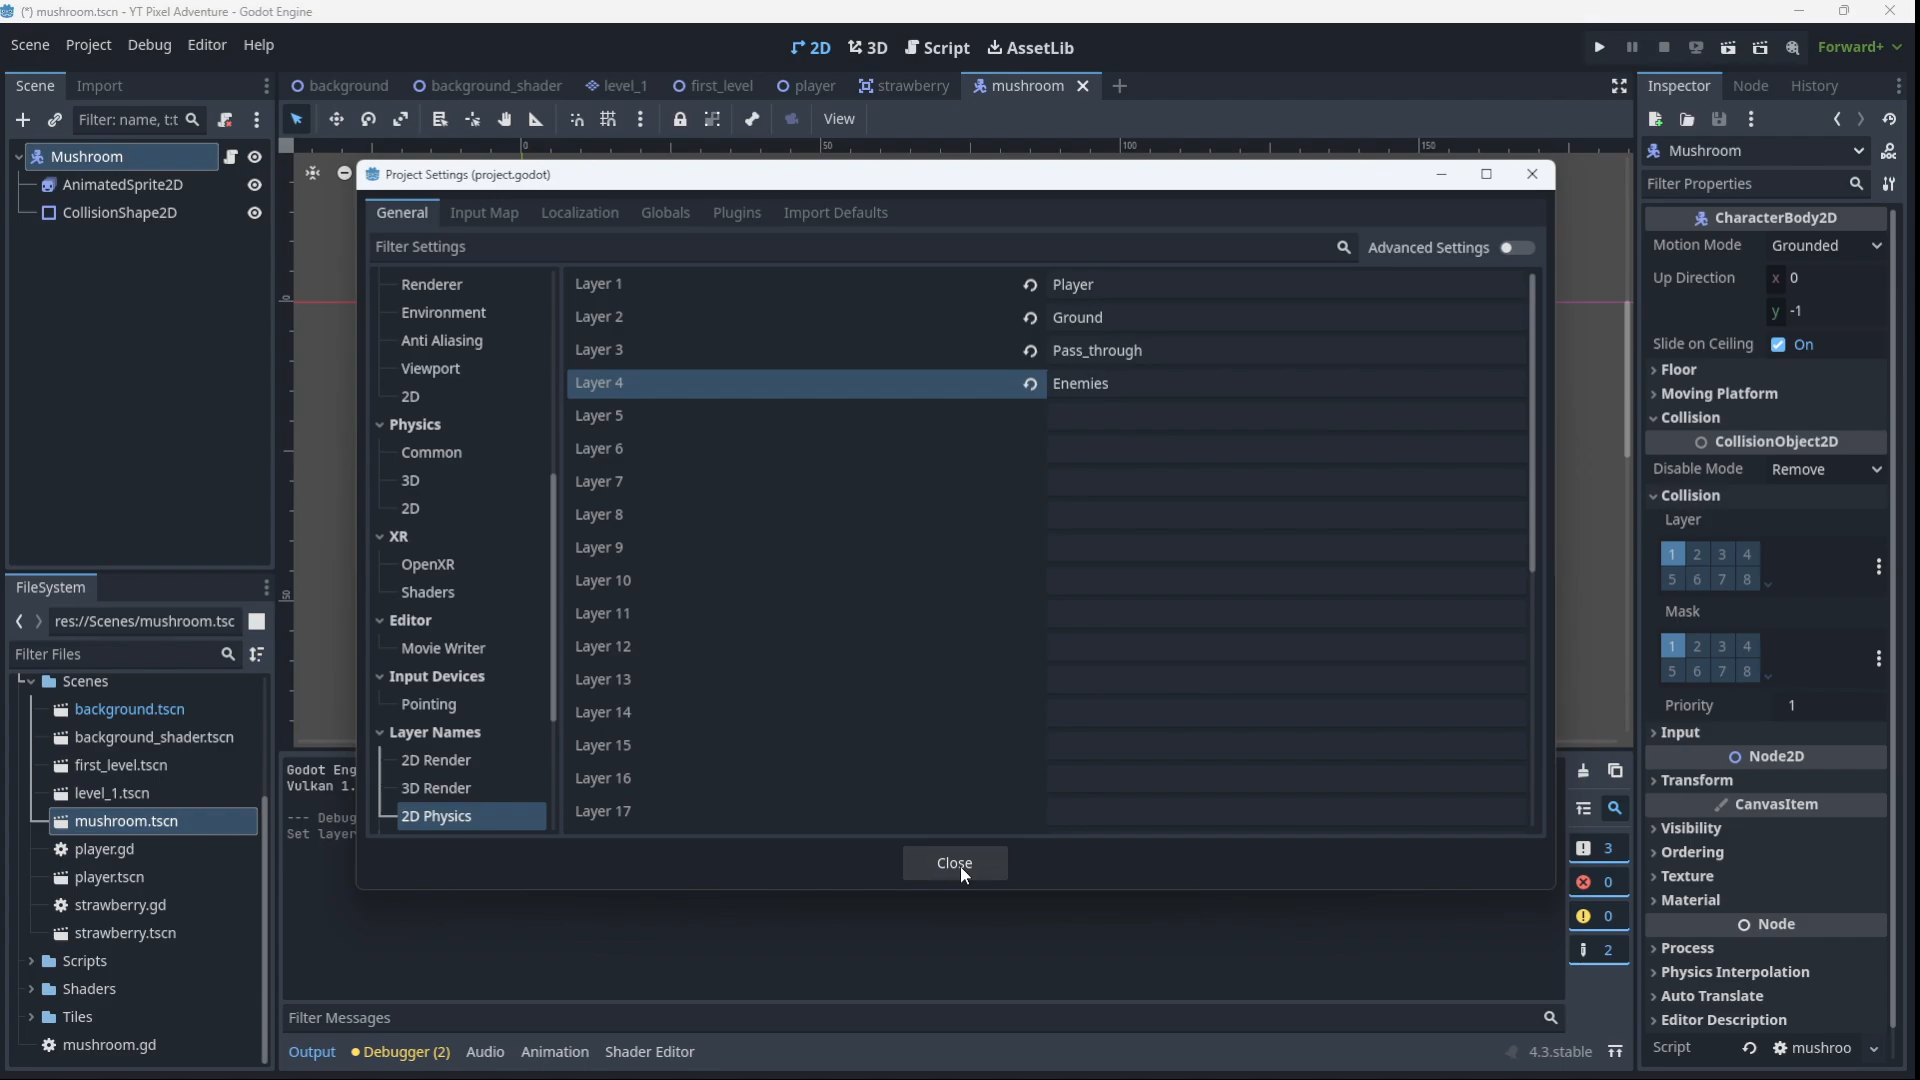 (*) mushroom.tscn - YT Pixel Adventure - Godot Engine
Scene Project Debug Editor Help
2D 3D Script AssetLib
Forward+
Scene Import
Filter: name, t:t
Mushroom
AnimatedSprite2D
CollisionShape2D
FileSystem
res://Scenes/mushroom.tsc
Filter Files
Scenes
background.tscn
background_shader.tscn
first_level.tscn
level_1.tscn
mushroom.tscn
player.gd
player.tscn
strawberry.gd
strawberry.tscn
Scripts
Shaders
Tiles
mushroom.gd
background background_shader level_1 first_level player strawberry mushroom
View
0 50 100 150
0
50
Project Settings (project.godot)
General Input Map Localization Globals Plugins Import Defaults
Filter Settings
Advanced Settings
Renderer
Environment
Anti Aliasing
Viewport
2D
Physics
Common
3D
2D
XR
OpenXR
Shaders
Editor
Movie Writer
Input Devices
Pointing
Layer Names
2D Render
3D Render
2D Physics
Layer 1 Player
Layer 2 Ground
Layer 3 Pass_through
Layer 4 Enemies
Layer 5
Layer 6
Layer 7
Layer 8
Layer 9
Layer 10
Layer 11
Layer 12
Layer 13
Layer 14
Layer 15
Layer 16
Layer 17
Close
Godot Eng
Vulkan 1.
--- Debug
Set layer
3
0
0
2
Filter Messages
Output Debugger (2) Audio Animation Shader Editor
4.3.stable
Inspector Node History
Mushroom
Filter Properties
CharacterBody2D
Motion Mode Grounded
Up Direction x 0
y -1
Slide on Ceiling On
Floor
Moving Platform
Collision
CollisionObject2D
Disable Mode Remove
Collision
Layer
1 2 3 4
5 6 7 8
Mask
1 2 3 4
5 6 7 8
Priority 1
Input
Node2D
Transform
CanvasItem
Visibility
Ordering
Texture
Material
Node
Process
Physics Interpolation
Auto Translate
Editor Description
Script mushroo